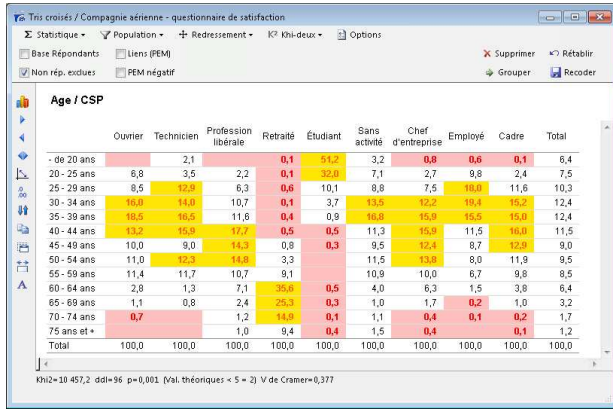 Tris croisés / Compagnie aérienne - questionnaire de satisfaction
Σ Statistique Population Redressement K² Khi-deux Options
Base Répondants Liens (PEM) Supprimer Rétablir
Non rép. exclues PEM négatif Grouper Recoder
Age / CSP
Ouvrier Technicien Profession libérale Retraité Étudiant Sans activité Chef d'entreprise Employé Cadre Total
- de 20 ans 2,1 0,1 51,2 3,2 0,8 0,6 0,1 6,4
20 - 25 ans 6,8 3,5 2,2 0,1 32,0 7,1 2,7 9,8 2,4 7,5
25 - 29 ans 8,5 12,9 6,3 0,6 10,1 8,8 7,5 18,0 11,6 10,3
30 - 34 ans 16,0 14,0 10,7 0,1 3,7 13,5 12,2 19,4 15,2 12,4
35 - 39 ans 18,5 16,5 11,6 0,4 0,9 16,8 15,9 15,5 15,0 12,4
40 - 44 ans 13,2 15,9 17,7 0,5 0,5 11,3 15,9 11,5 16,0 11,5
45 - 49 ans 10,0 9,0 14,3 0,8 0,3 9,5 12,4 8,7 12,9 9,0
50 - 54 ans 11,0 12,3 14,8 3,3 11,5 13,8 8,0 11,9 9,5
55 - 59 ans 11,4 11,7 10,7 9,1 10,9 10,0 6,7 9,8 8,5
60 - 64 ans 2,8 1,3 7,1 35,6 0,5 4,0 6,3 1,5 3,8 6,4
65 - 69 ans 1,1 0,8 2,4 25,3 0,3 1,0 1,7 0,2 1,0 3,2
70 - 74 ans 0,7 1,2 14,9 0,1 1,1 0,4 0,1 0,2 1,7
75 ans et + 1,0 9,4 0,4 1,5 0,4 0,1 1,2
Total 100,0 100,0 100,0 100,0 100,0 100,0 100,0 100,0 100,0 100,0
Khi2=10 457,2 ddl=96 p=0,001 (Val. théoriques < 5 = 2) V de Cramer=0,377